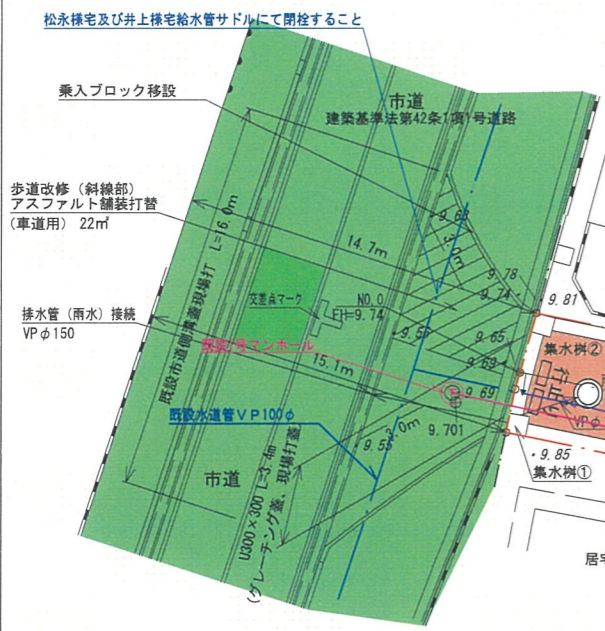 松永様宅及び井上様宅給水管サドルにて閉栓すること
乗入ブロック移設
市道
建築基準法第42条1項1号道路
歩道改修（斜線部）
アスファルト舗装打替
(車道用) 22㎡
既設市道側溝蓋現場打 L=16.0m
14.7m
9.63
3.0m
9.78
9.74
9.81
交差点マーク
NO.0
EH=9.74
排水管（雨水）接続
VPφ150
既設1号マンホール
9.56
9.65
9.69
集水桝②
15.1m
9.69
行止り
VPφ
既設水道管VP100φ
9.55
3.0m
9.701
市道
U300×300 L=3.4m
(グレーチング蓋、現場打蓋)
9.85
集水桝①
居宅